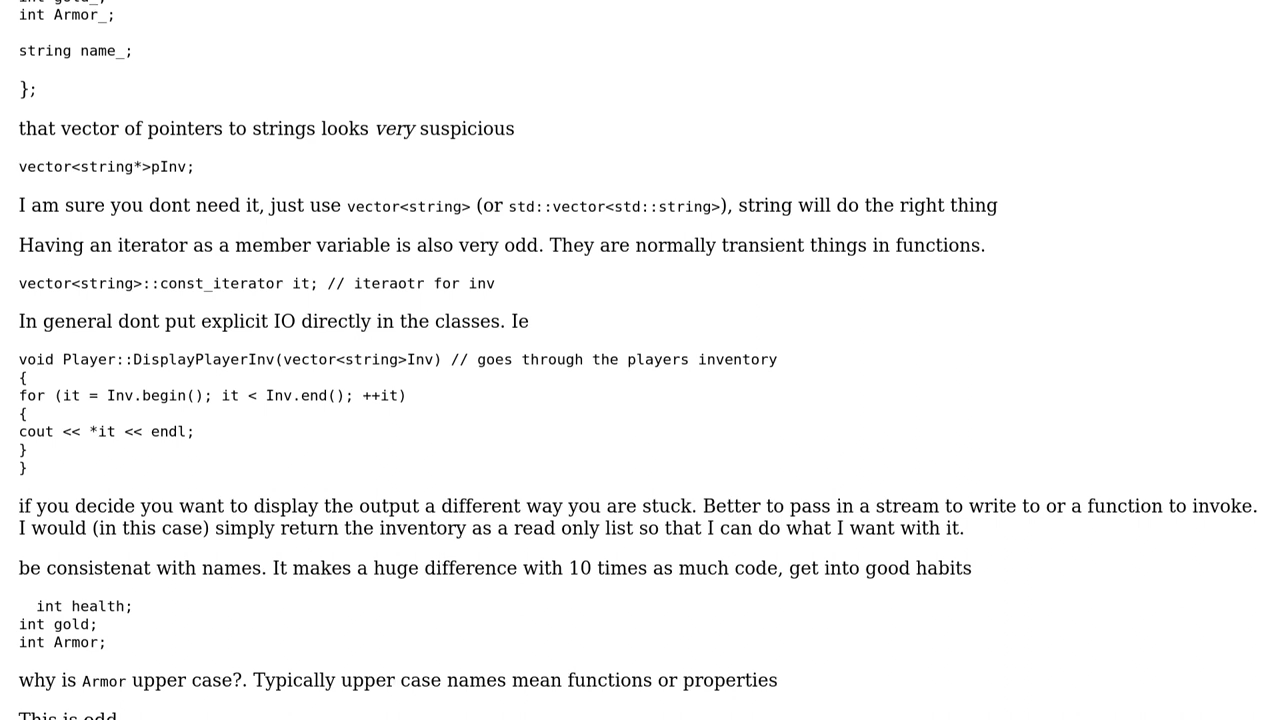 int gold_;
int Armor_;
string name_;
};
that vector of pointers to strings looks very suspicious
vector<string*>pInv;
I am sure you dont need it, just use vector<string> (or std::vector<std::string>), string will do the right thing
Having an iterator as a member variable is also very odd. They are normally transient things in functions.
vector<string>::const_iterator it; // iteraotr for inv
In general dont put explicit IO directly in the classes. Ie
void Player::DisplayPlayerInv(vector<string>Inv) // goes through the players inventory
{
for (it = Inv.begin(); it < Inv.end(); ++it)
{
cout << *it << endl;
}
}
if you decide you want to display the output a different way you are stuck. Better to pass in a stream to write to or a function to invoke.
I would (in this case) simply return the inventory as a read only list so that I can do what I want with it.
be consistenat with names. It makes a huge difference with 10 times as much code, get into good habits
int health;
int gold;
int Armor;
why is Armor upper case?. Typically upper case names mean functions or properties
This is odd